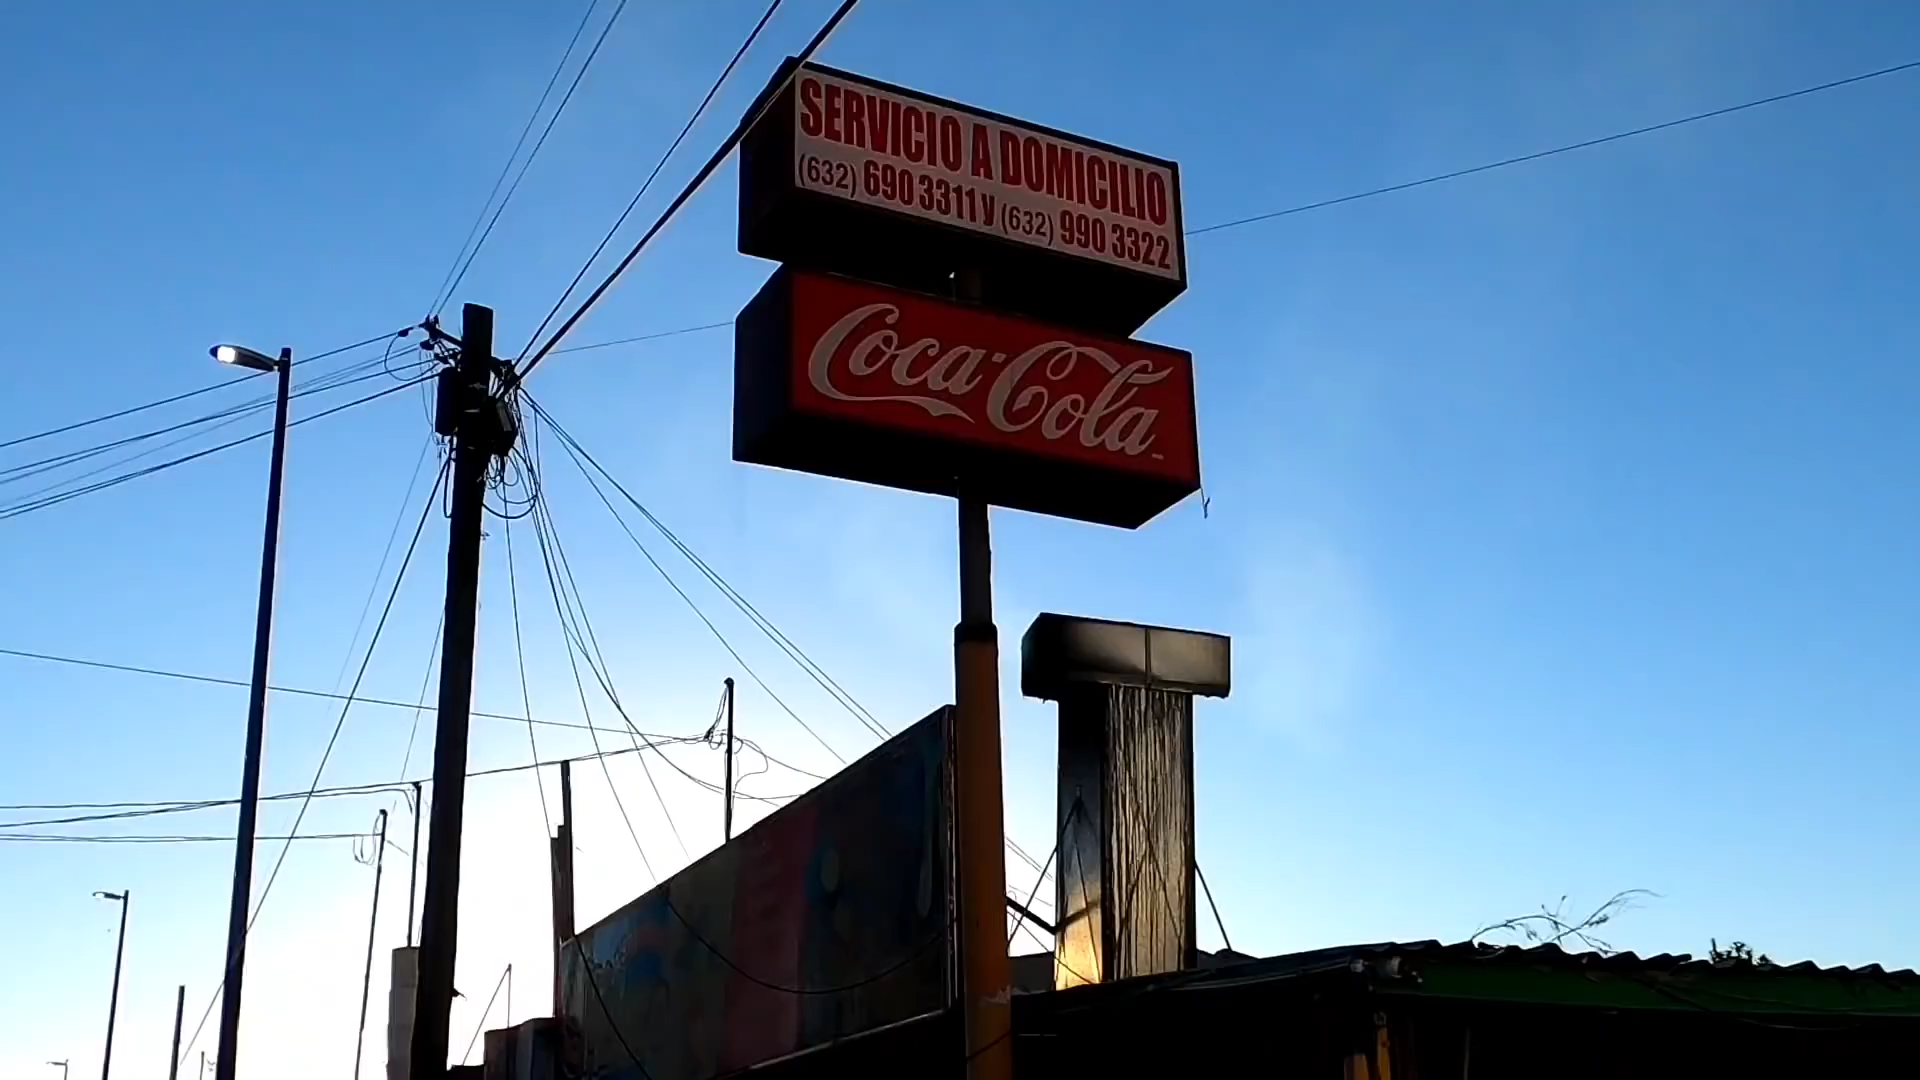 SERVICIO A DOMICILIO
(632) 690 3311 y (632) 990 3322
Coca-Cola